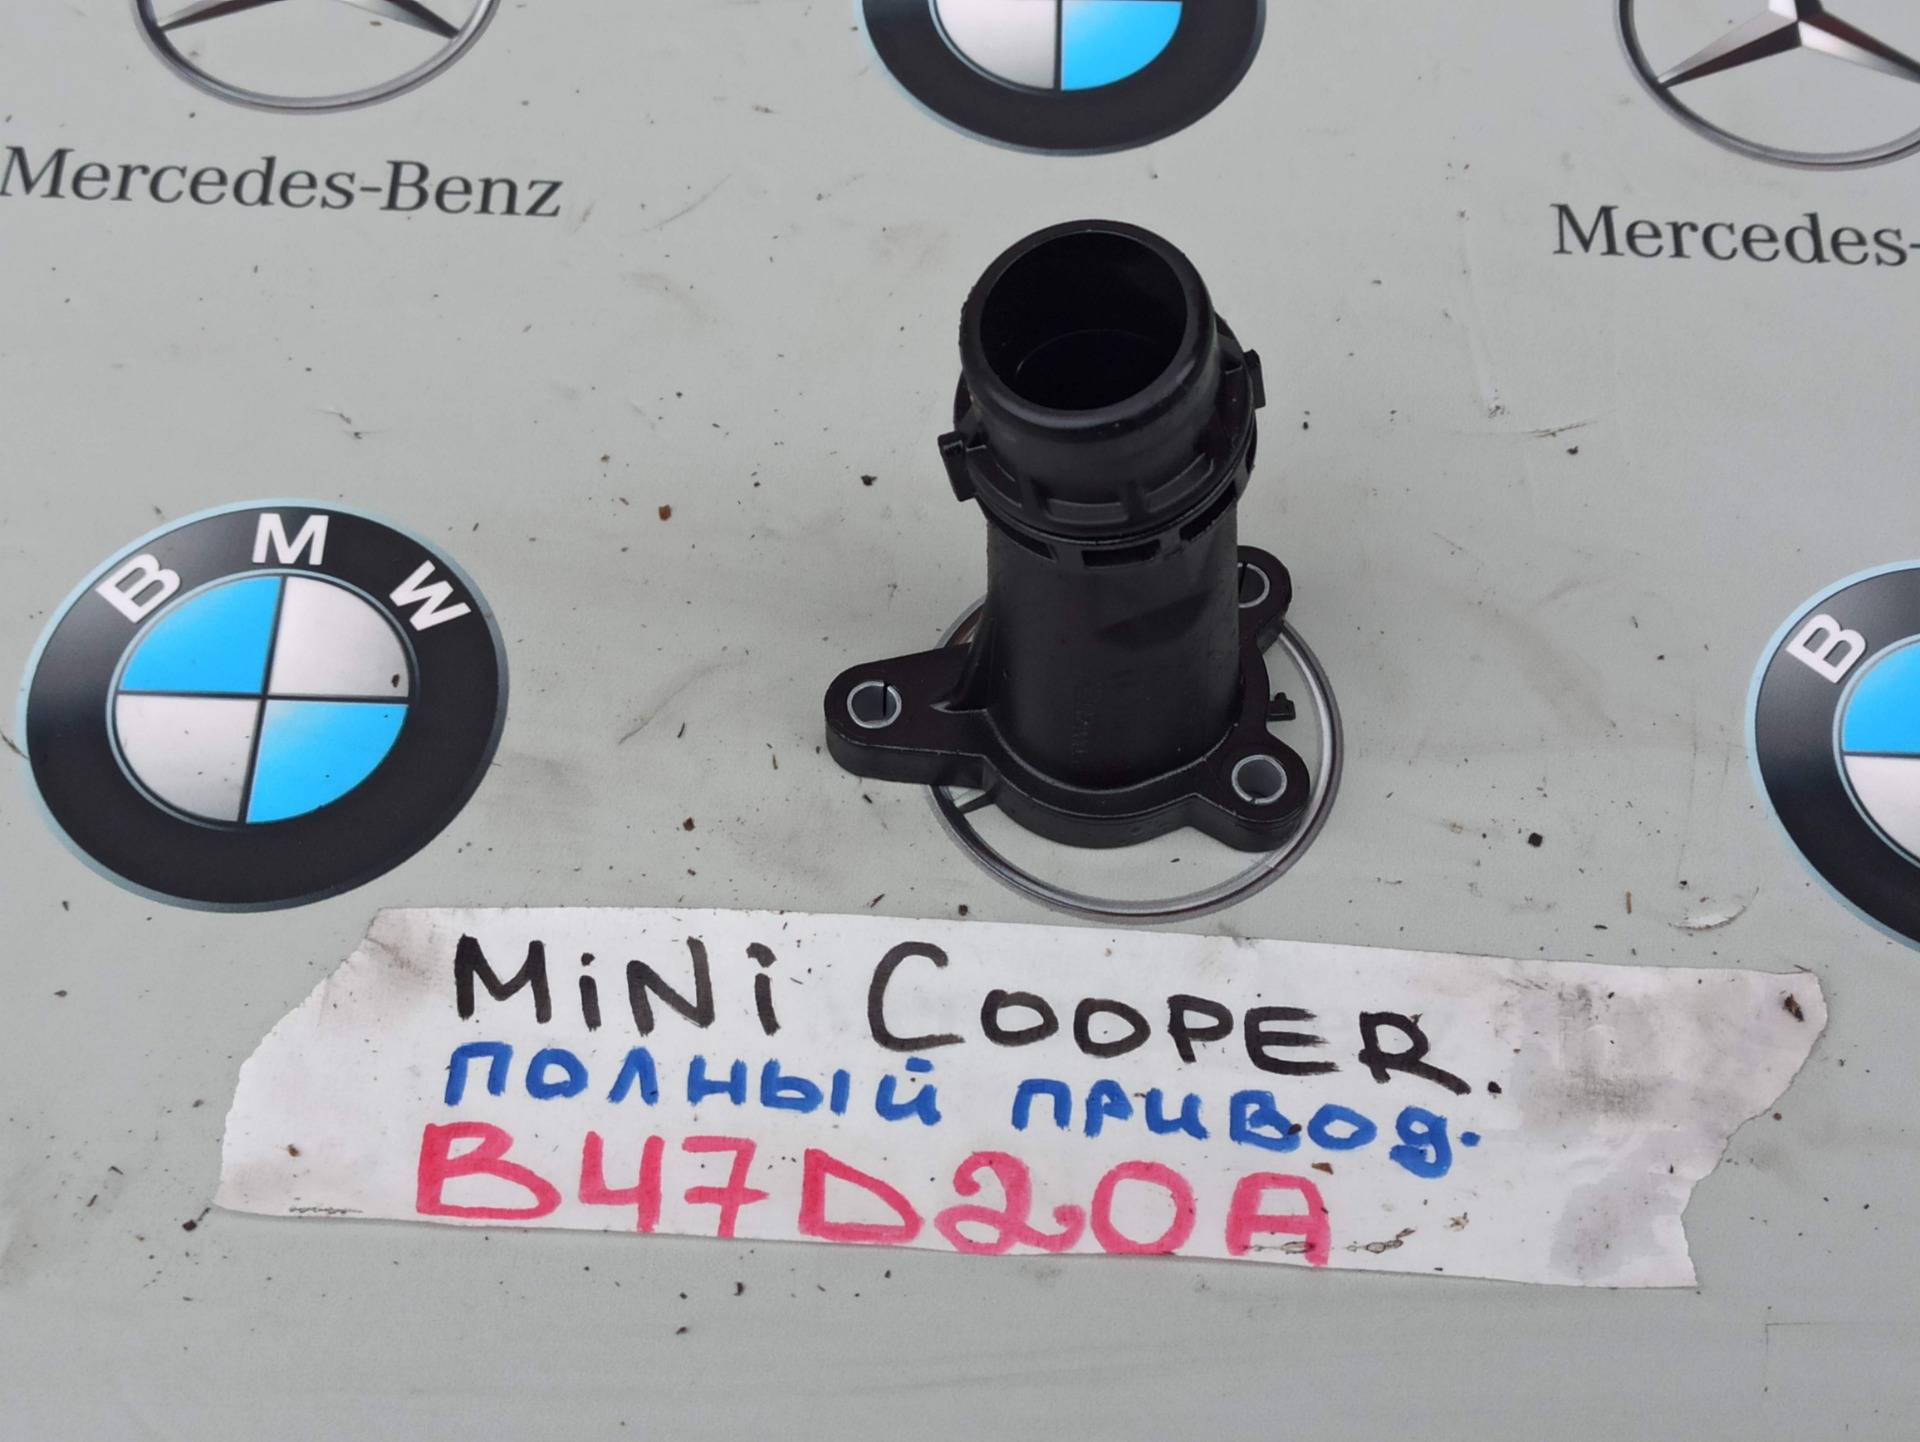 Mercedes-Benz
Mercedes-
BMW
B
MiNi COOPER.
ПОЛНЫЙ ПРИВОД.
B47D20A